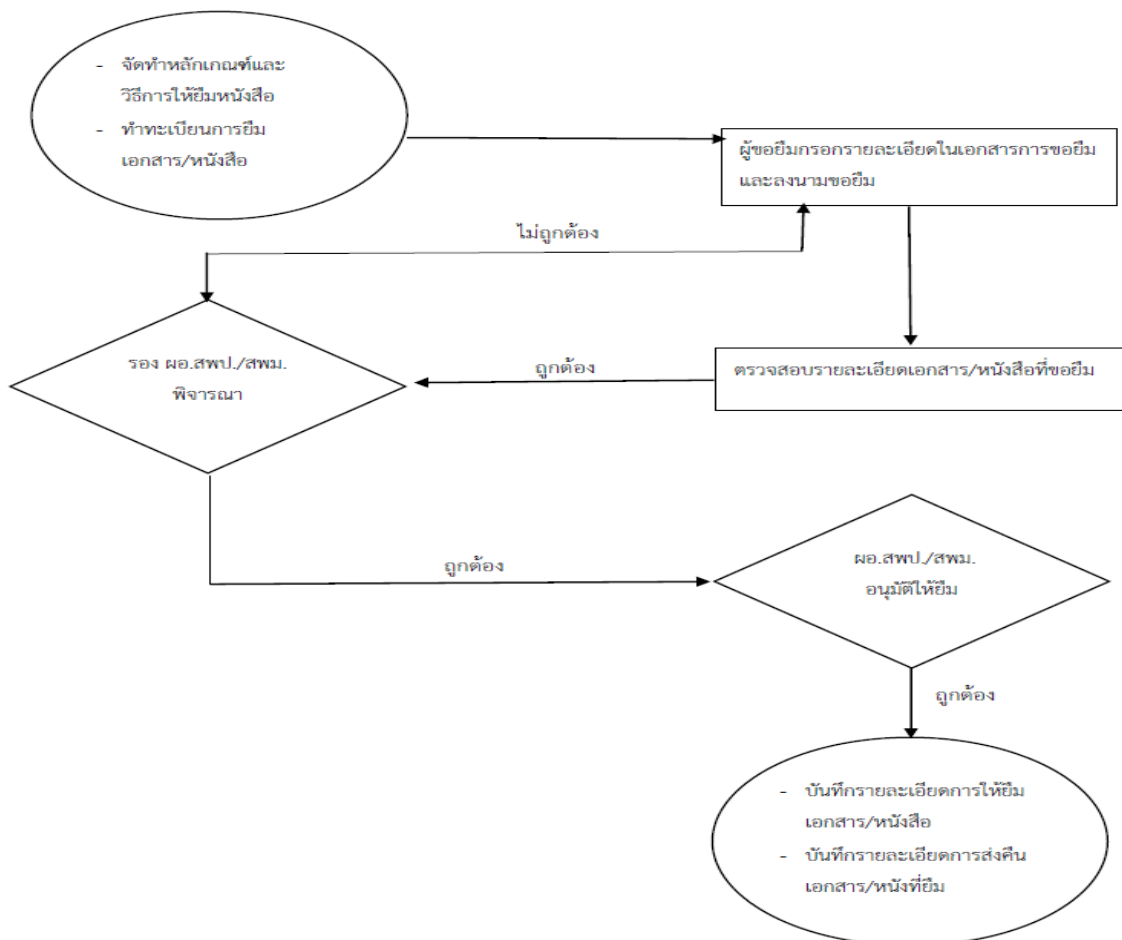 - จัดทำหลักเกณฑ์และ
วิธีการให้ยืมหนังสือ
- ทำทะเบียนการยืม
เอกสาร/หนังสือ
ผู้ขอยืมกรอกรายละเอียดในเอกสารการขอยืม
และลงนามขอยืม
ไม่ถูกต้อง
รอง ผอ.สพป./สพม.
พิจารณา
ถูกต้อง
ตรวจสอบรายละเอียดเอกสาร/หนังสือที่ขอยืม
ถูกต้อง
ผอ.สพป./สพม.
อนุมัติให้ยืม
ถูกต้อง
- บันทึกรายละเอียดการให้ยืม
เอกสาร/หนังสือ
- บันทึกรายละเอียดการส่งคืน
เอกสาร/หนังที่ยืม